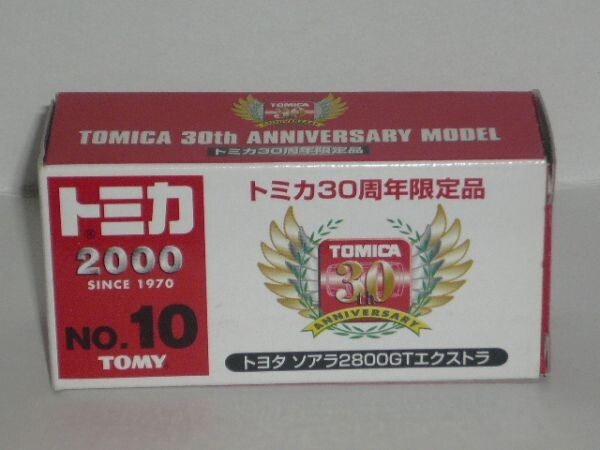 TOMICA
30th
TOMICA 30th ANNIVERSARY MODEL
トミカ30周年限定品
トミカ
®
2000
SINCE 1970
NO.10
TOMY
トミカ30周年限定品
TOMICA
30th
ANNIVERSARY
トヨタ ソアラ2800GTエクストラ